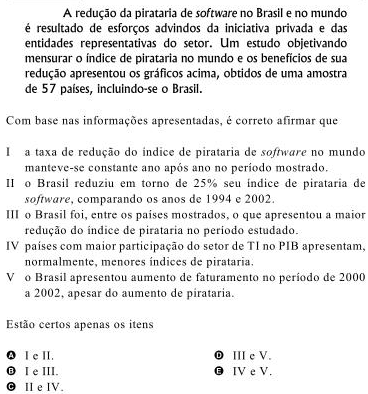 A redução da pirataria de software no Brasil e no mundo
é resultado de esforços advindos da iniciativa privada e das
entidades representativas do setor. Um estudo objetivando
mensurar o índice de pirataria no mundo e os benefícios de sua
redução apresentou os gráficos acima, obtidos de uma amostra
de 57 países, incluindo-se o Brasil.
Com base nas informações apresentadas, é correto afirmar que
I a taxa de redução do índice de pirataria de software no mundo
manteve-se constante ano após ano no período mostrado.
II o Brasil reduziu em torno de 25% seu índice de pirataria de
software, comparando os anos de 1994 e 2002.
III o Brasil foi, entre os países mostrados, o que apresentou a maior
redução do índice de pirataria no período estudado.
IV países com maior participação do setor de TI no PIB apresentam,
normalmente, menores índices de pirataria.
V o Brasil apresentou aumento de faturamento no período de 2000
a 2002, apesar do aumento de pirataria.
Estão certos apenas os itens
A I e II.
B I e III.
C II e IV.
D III e V.
E IV e V.